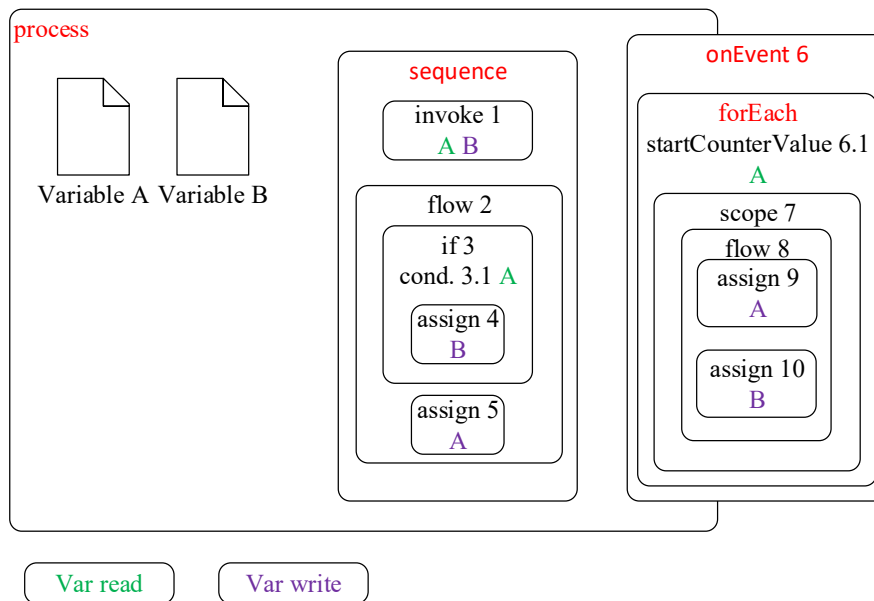 process
Variable A
Variable B
sequence
invoke 1
A B
flow 2
if 3
cond. 3.1 A
assign 4
B
assign 5
A
onEvent 6
forEach
startCounterValue 6.1
A
scope 7
flow 8
assign 9
A
assign 10
B
Var read
Var write